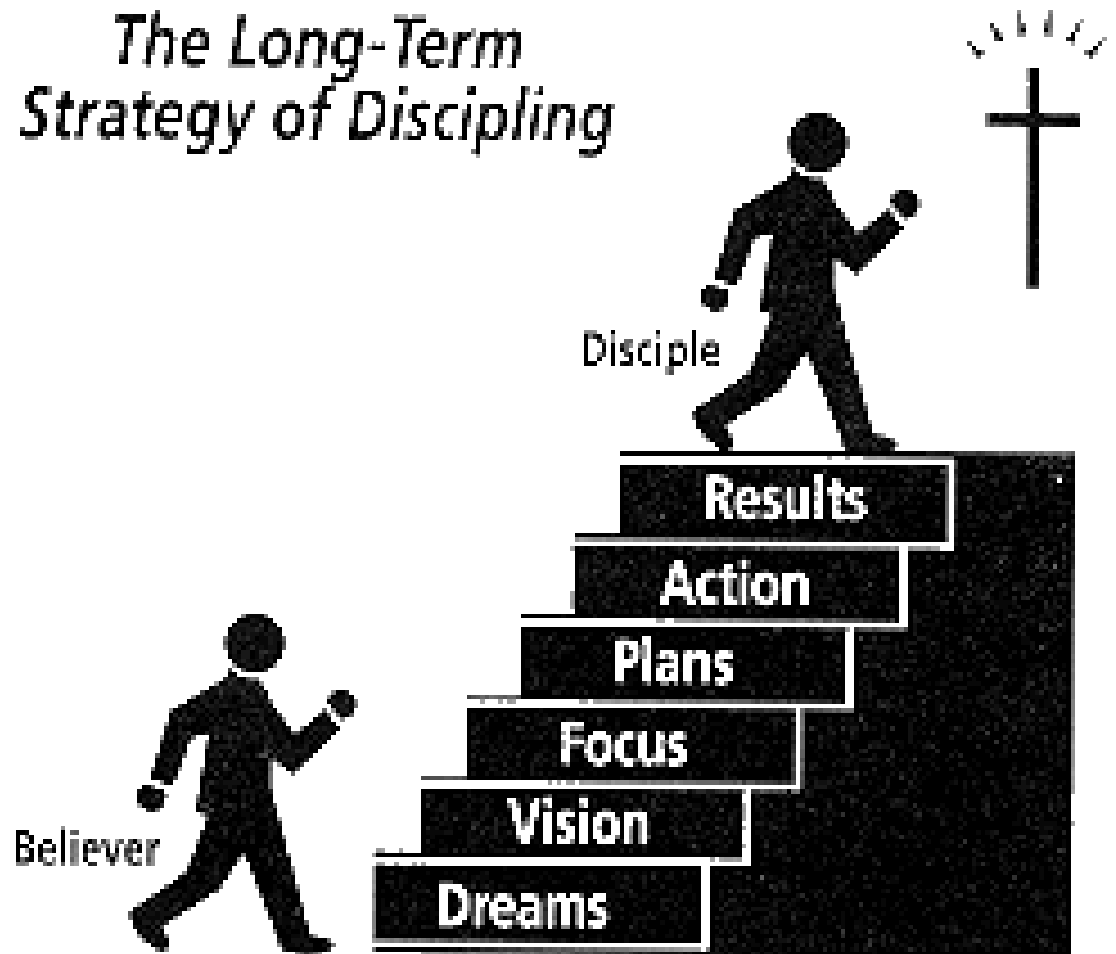 The Long-Term
Strategy of Discipling
Disciple
Results
Action
Plans
Focus
Vision
Believer
Dreams